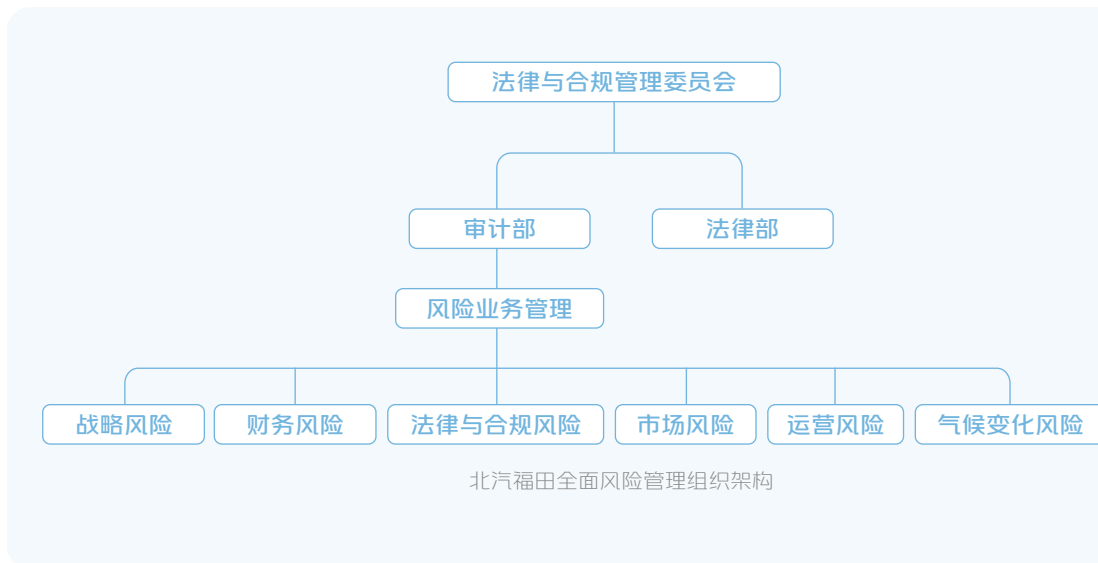 法律与合规管理委员会
审计部
法律部
风险业务管理
战略风险
财务风险
法律与合规风险
市场风险
运营风险
气候变化风险
北汽福田全面风险管理组织架构